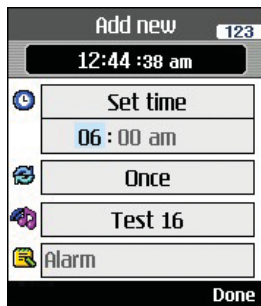 Add new
123
12:44 :38 am
Set time
06 : 00 am
Once
Test 16
Alarm
Done